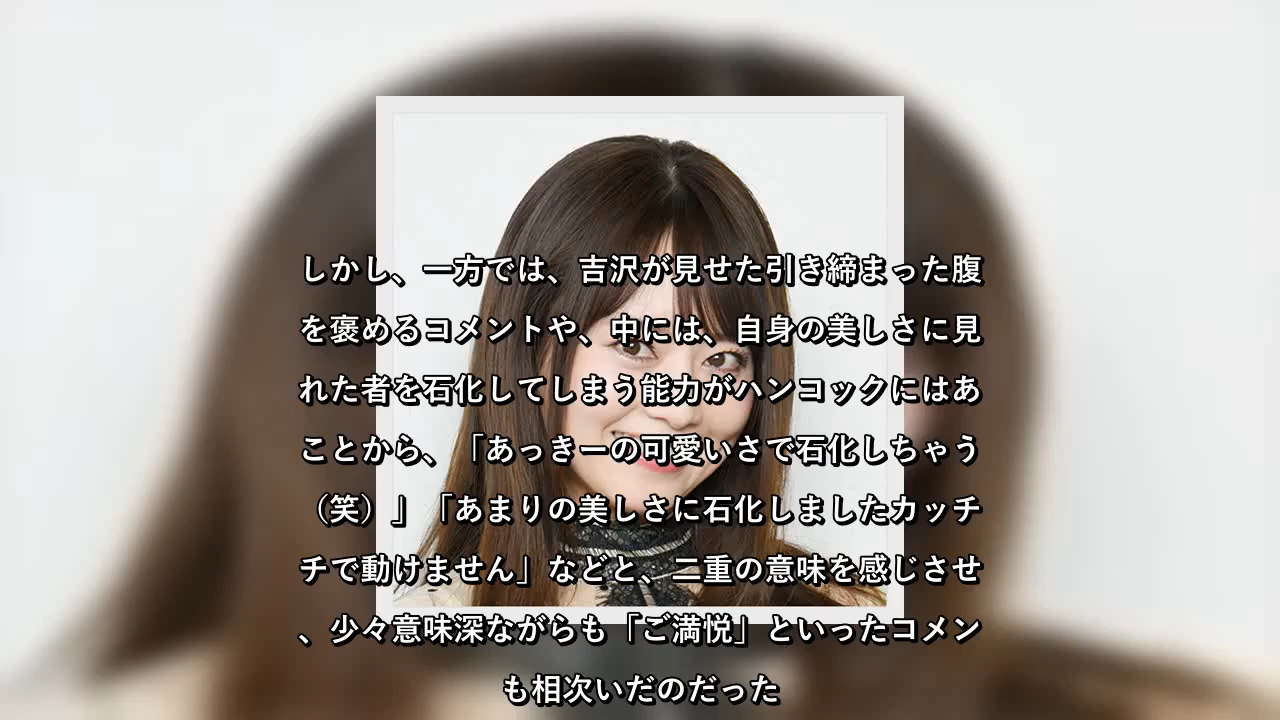 しかし、一方では、吉沢が見せた引き締まった腹
を褒めるコメントや、中には、自身の美しさに見
れた者を石化してしまう能力がハンコックにはあ
ことから、「あっきーの可愛いさで石化しちゃう
（笑）」「あまりの美しさに石化しましたカッチ
チで動けません」などと、二重の意味を感じさせ
、少々意味深ながらも「ご満悦」といったコメン
も相次いだのだった